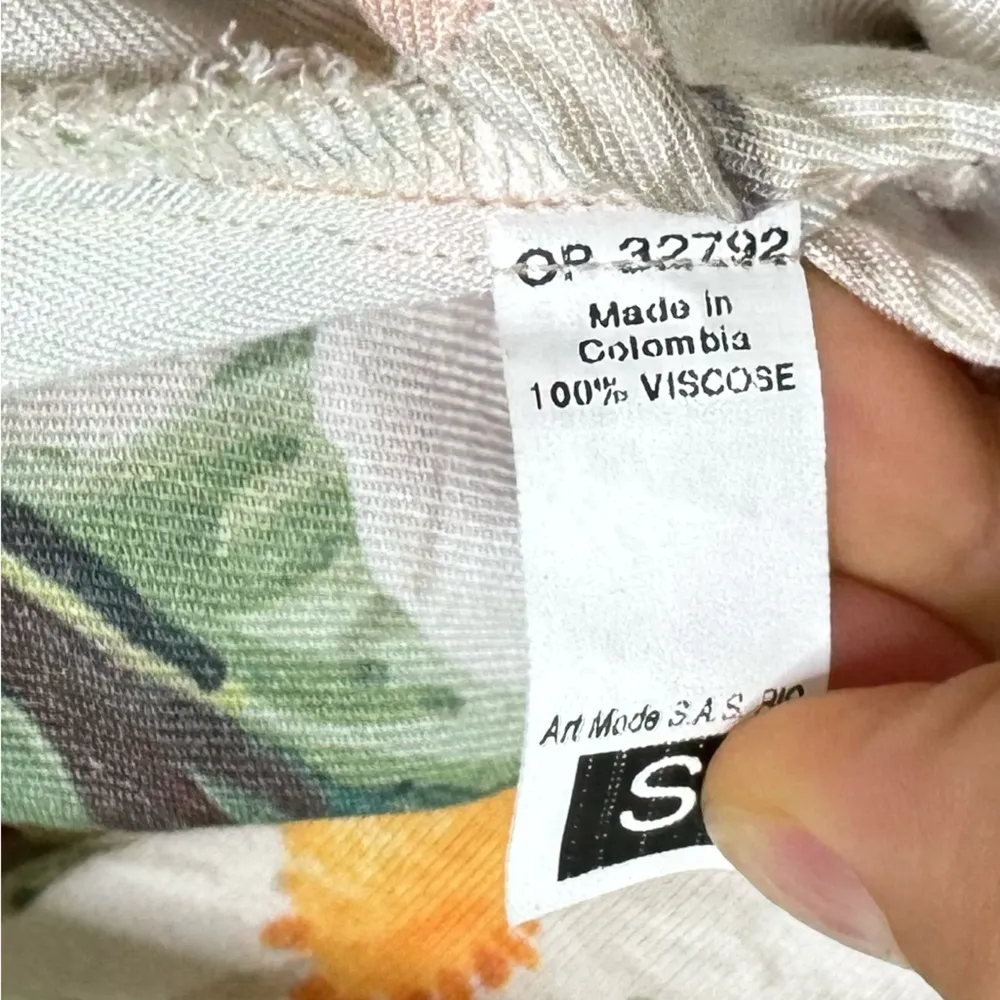 OP 32792
Made in
Colombia
100% VISCOSE
Art Mode S.A.S.
S